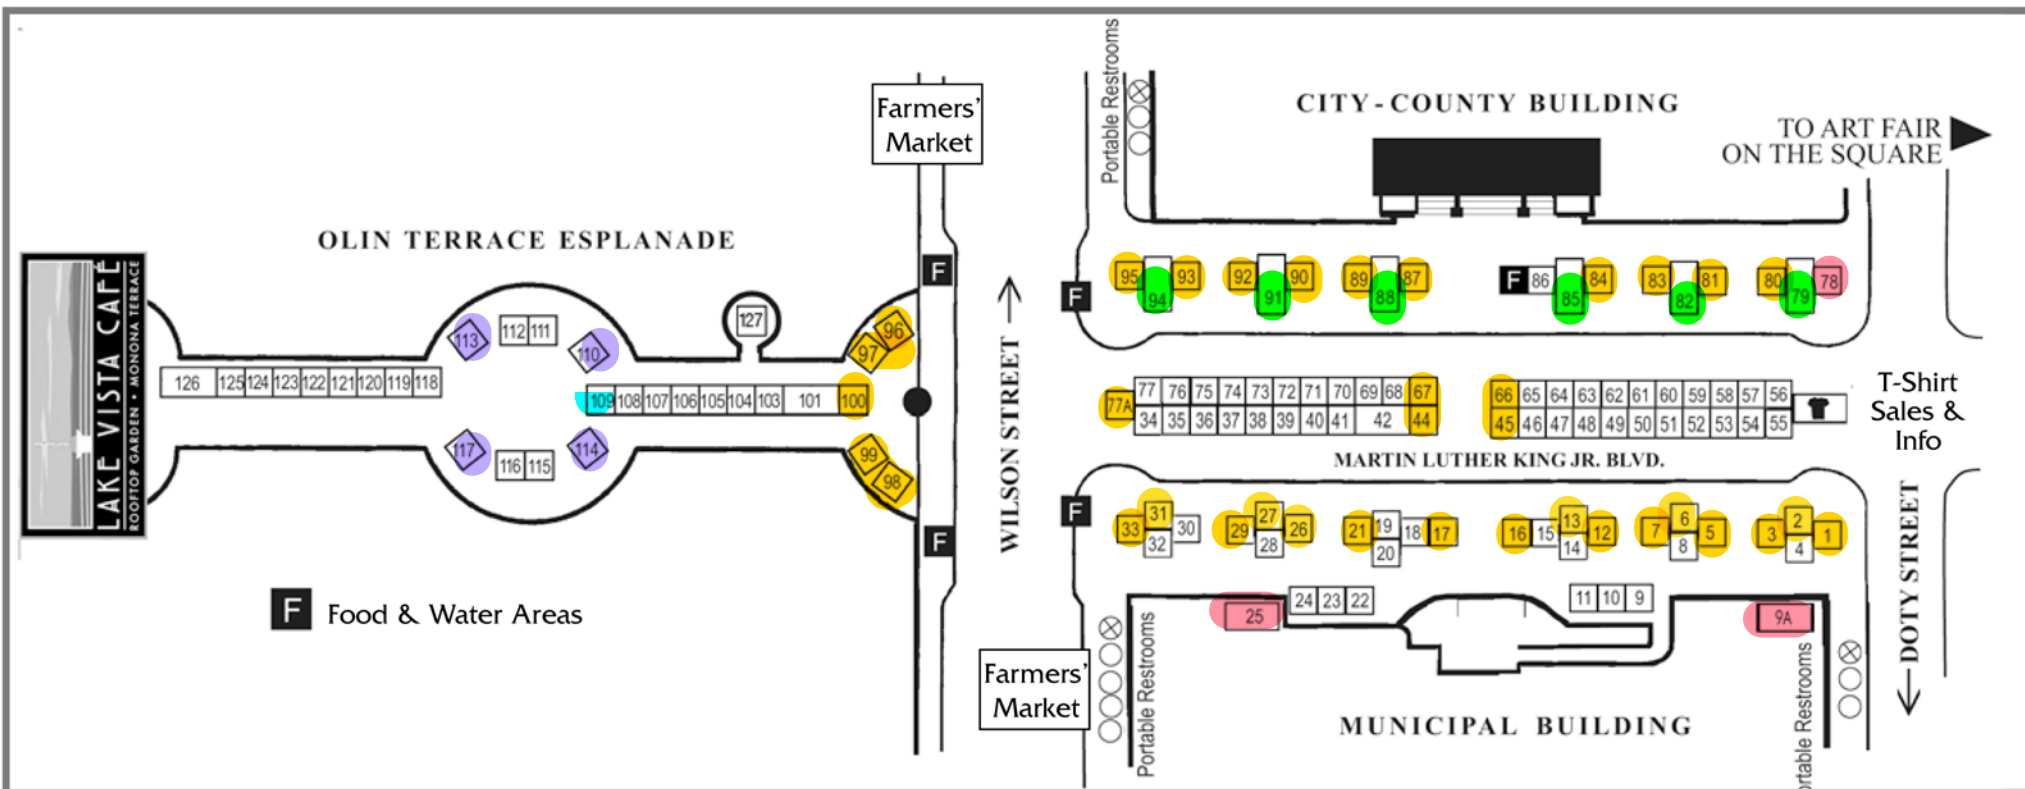 Farmers'
Market
Portable Restrooms
CITY-COUNTY BUILDING
TO ART FAIR
ON THE SQUARE
OLIN TERRACE ESPLANADE
LAKE VISTA CAFÉ
ROOFTOP GARDEN • MONONA TERRACE
F
F
95 94 93
92 91 90
89 88 87
F 86 85 84
83 82 81
80 79 78
113 112 111 110
127
96
97
126 125 124 123 122 121 120 119 118
109 108 107 106 105 104 103 101 100
117 116 115 114
99
98
WILSON STREET
77A
77 76 75 74 73 72 71 70 69 68 67
34 35 36 37 38 39 40 41 42 44
66 65 64 63 62 61 60 59 58 57 56
45 46 47 48 49 50 51 52 53 54 55
T-Shirt
Sales &
Info
MARTIN LUTHER KING JR. BLVD.
F
F
33 31 32 30
29 27 28 26
21 19 20 18 17
16 15 13 14 12
7 6 8 5
3 2 4 1
DOTY STREET
25 24 23 22
11 10 9
9A
F Food & Water Areas
Farmers'
Market
Portable Restrooms
MUNICIPAL BUILDING
Portable Restrooms